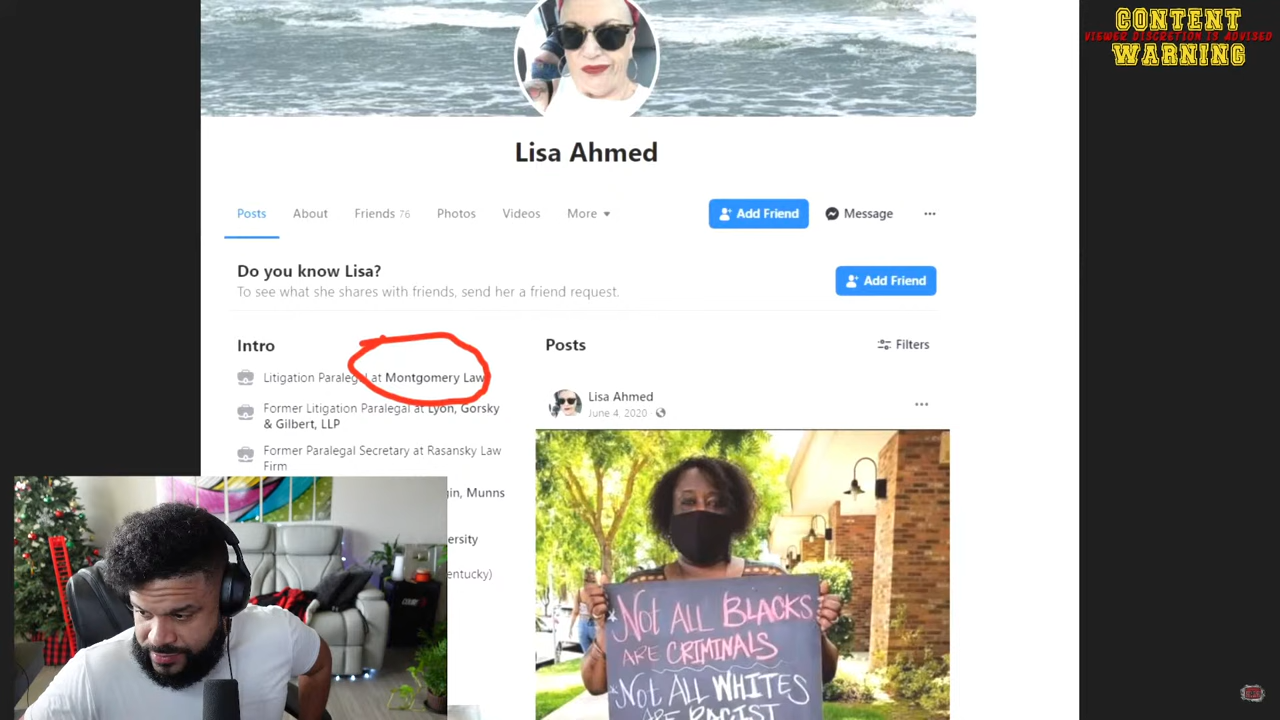 CONTENT
VIEWER DISCRETION IS ADVISED
WARNING
Lisa Ahmed
Posts
About
Friends 76
Photos
Videos
More
Add Friend
Message
Do you know Lisa?
To see what she shares with friends, send her a friend request.
Add Friend
Intro
Litigation Paralegal at Montgomery Law
Former Litigation Paralegal at Lyon, Gorsky
& Gilbert, LLP
Former Paralegal Secretary at Rasansky Law
Firm
Munns
Kentucky)
Posts
Filters
Lisa Ahmed
June 4, 2020
NOT ALL BLACKS
ARE CRIMINALS
NOT ALL WHITES
ARE RACIST